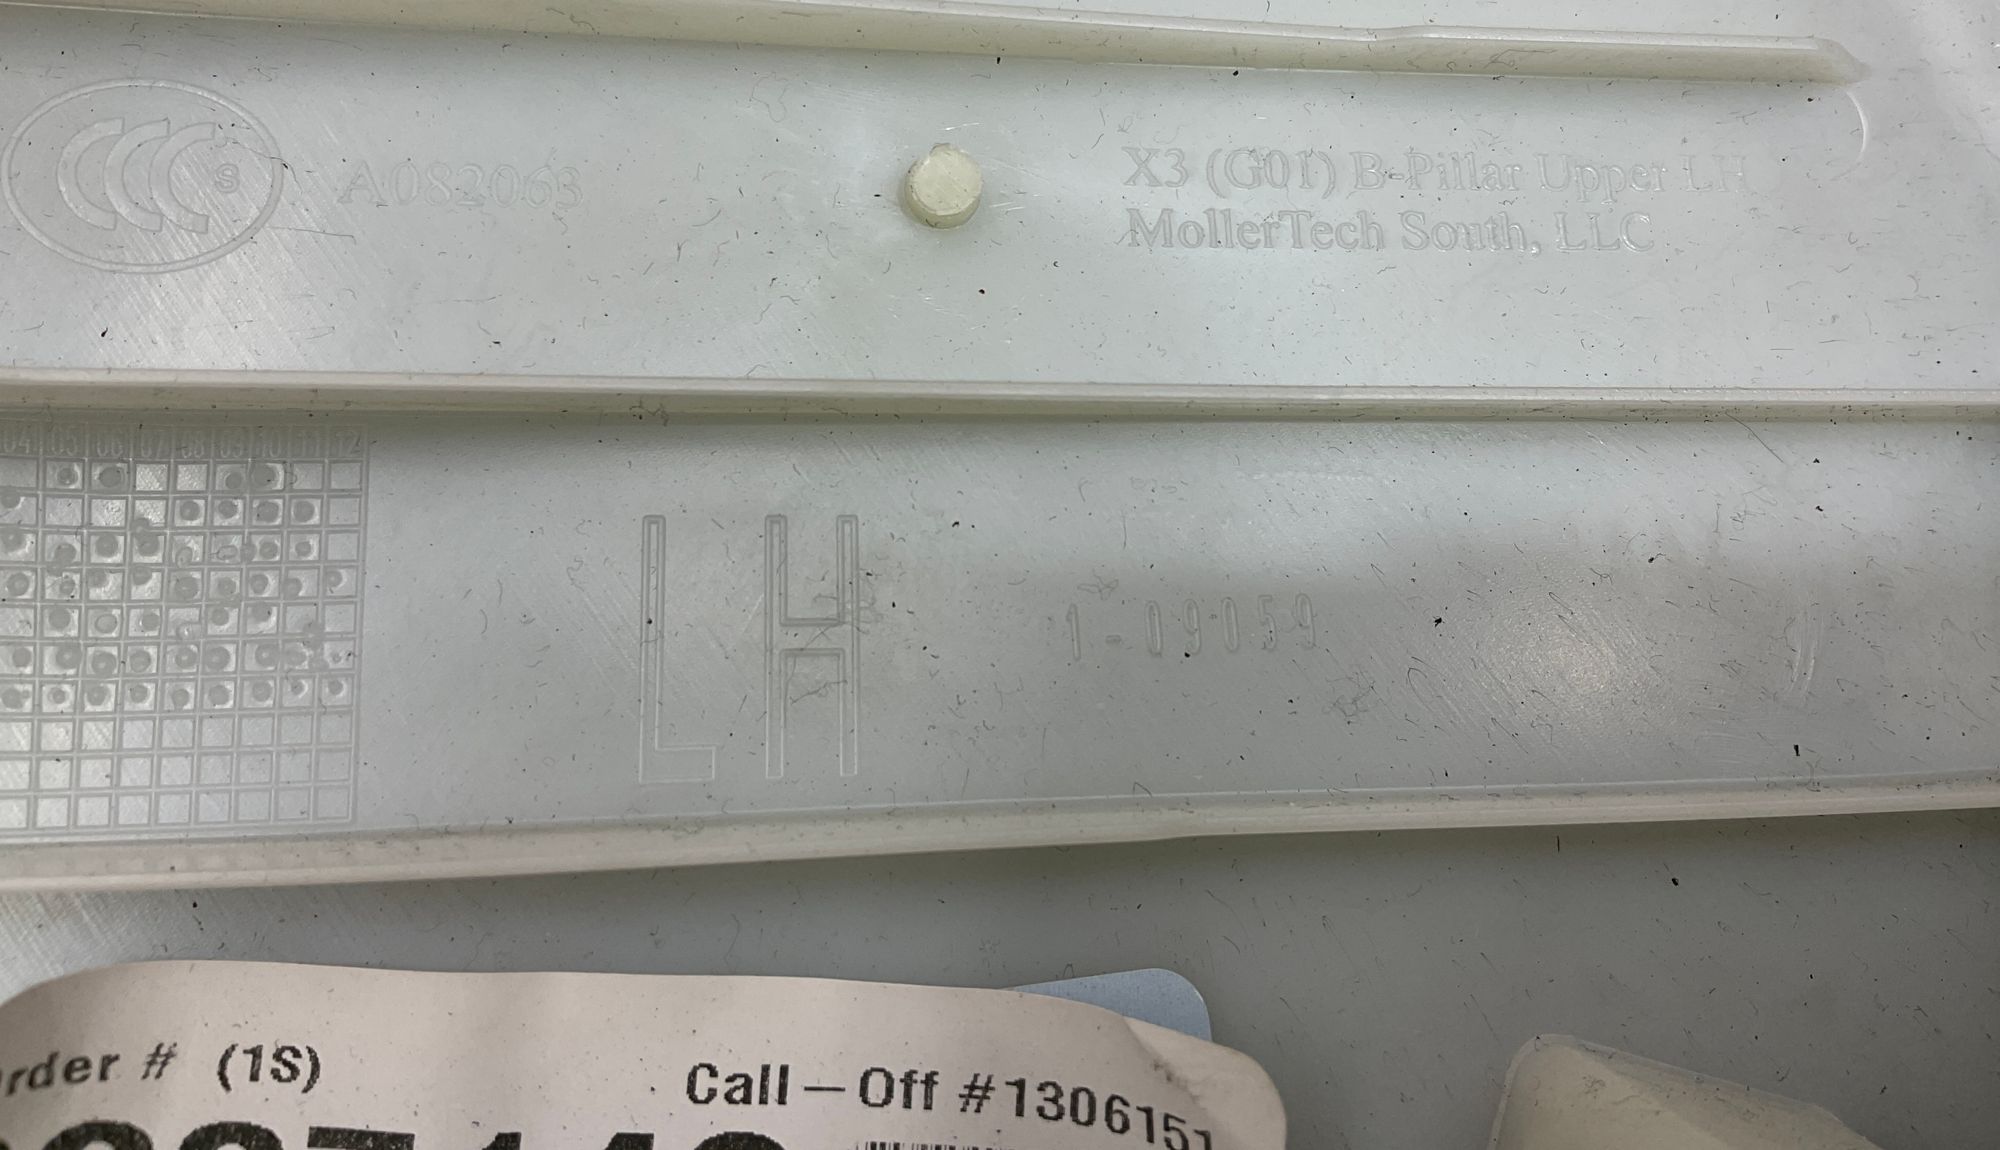 CCC S
A082063
X3 (G01) B-Pillar Upper LH
MollerTech South, LLC
04 05 06 07 08 09 10 11 12
LH
1-09059
# (1S)
Call-Off #1306151